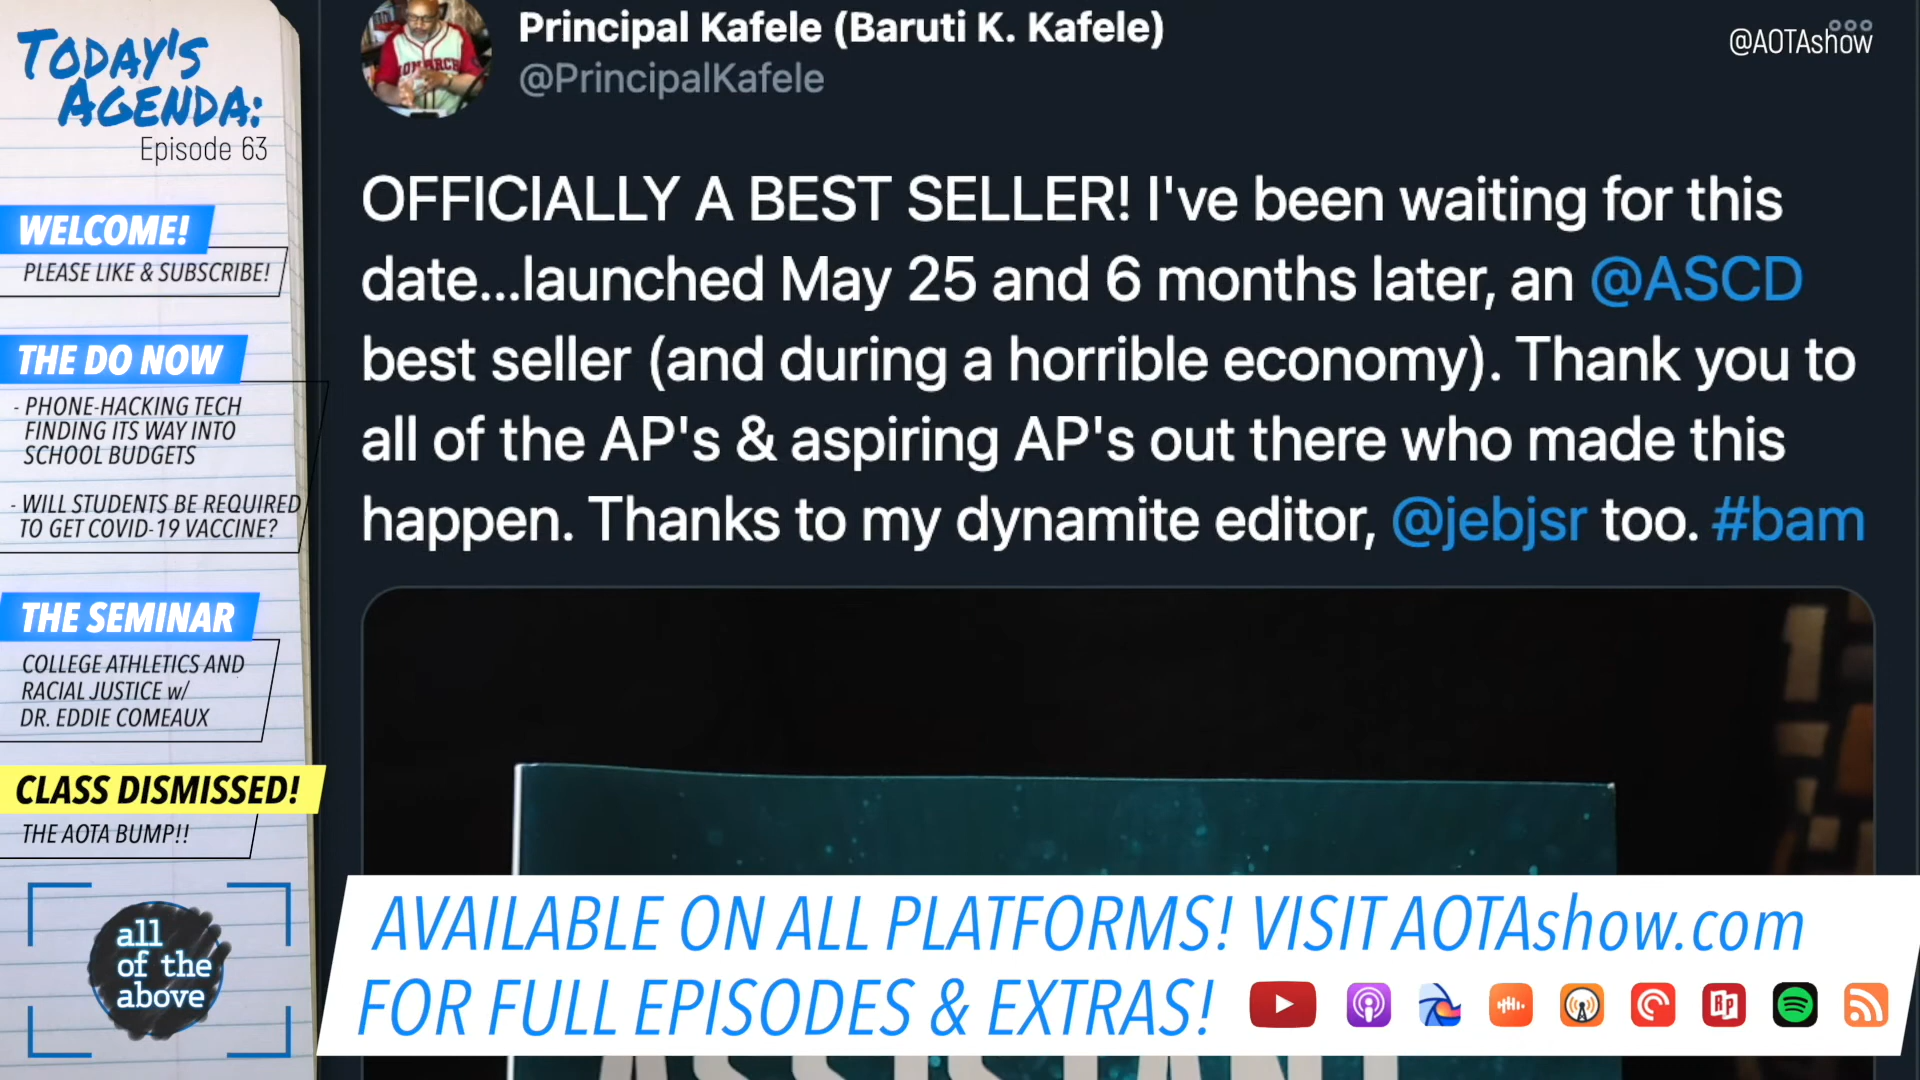 TODAY'S
AGENDA:
Episode 63
WELCOME!
PLEASE LIKE & SUBSCRIBE!
THE DO NOW
- PHONE-HACKING TECH
FINDING ITS WAY INTO
SCHOOL BUDGETS
- WILL STUDENTS BE REQUIRED
TO GET COVID-19 VACCINE?
THE SEMINAR
COLLEGE ATHLETICS AND
RACIAL JUSTICE w/
DR. EDDIE COMEAUX
CLASS DISMISSED!
THE AOTA BUMP!!
all
of the
above
Principal Kafele (Baruti K. Kafele)
@PrincipalKafele
@AOTAshow
OFFICIALLY A BEST SELLER! I've been waiting for this
date...launched May 25 and 6 months later, an @ASCD
best seller (and during a horrible economy). Thank you to
all of the AP's & aspiring AP's out there who made this
happen. Thanks to my dynamite editor, @jebjsr too. #bam
AVAILABLE ON ALL PLATFORMS! VISIT AOTAshow.com
FOR FULL EPISODES & EXTRAS!
ASSISTANT